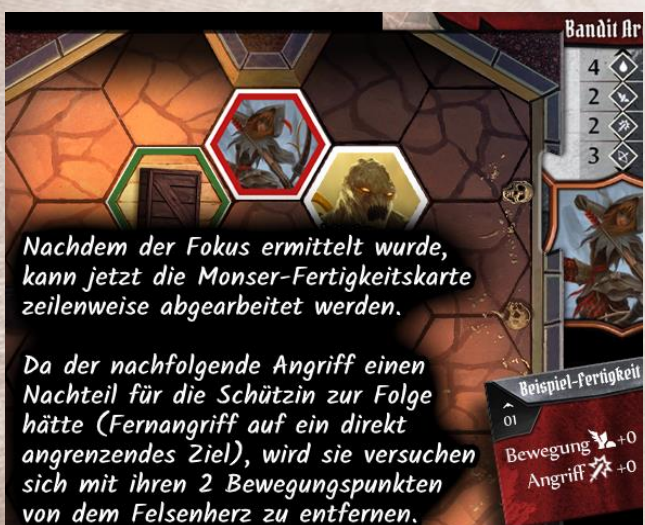 Bandit Ar
4
2
2
3
Nachdem der Fokus ermittelt wurde,
kann jetzt die Monser-Fertigkeitskarte
zeilenweise abgearbeitet werden.
Da der nachfolgende Angriff einen
Nachteil für die Schützin zur Folge
hätte (Fernangriff auf ein direkt
angrenzendes Ziel), wird sie versuchen
sich mit ihren 2 Bewegungspunkten
von dem Felsenherz zu entfernen.
Beispiel-Fertigkeit
01
Bewegung +0
Angriff +0